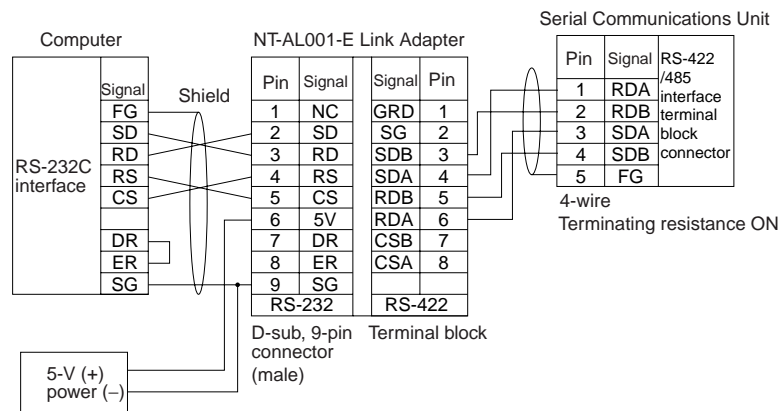 Serial Communications Unit
Computer
NT-AL001-E Link Adapter
Pin Signal RS-422
/485
interface
terminal
block
connector
1 RDA
2 RDB
3 SDA
4 SDB
5 FG
4-wire
Terminating resistance ON
RS-232C
interface
Signal
FG
SD
RD
RS
CS
DR
ER
SG
Shield
Pin Signal
1 NC
2 SD
3 RD
4 RS
5 CS
6 5V
7 DR
8 ER
9 SG
RS-232
Signal Pin
GRD 1
SG 2
SDB 3
SDA 4
RDB 5
RDA 6
CSB 7
CSA 8
RS-422
D-sub, 9-pin
connector
(male)
Terminal block
5-V (+)
power (–)